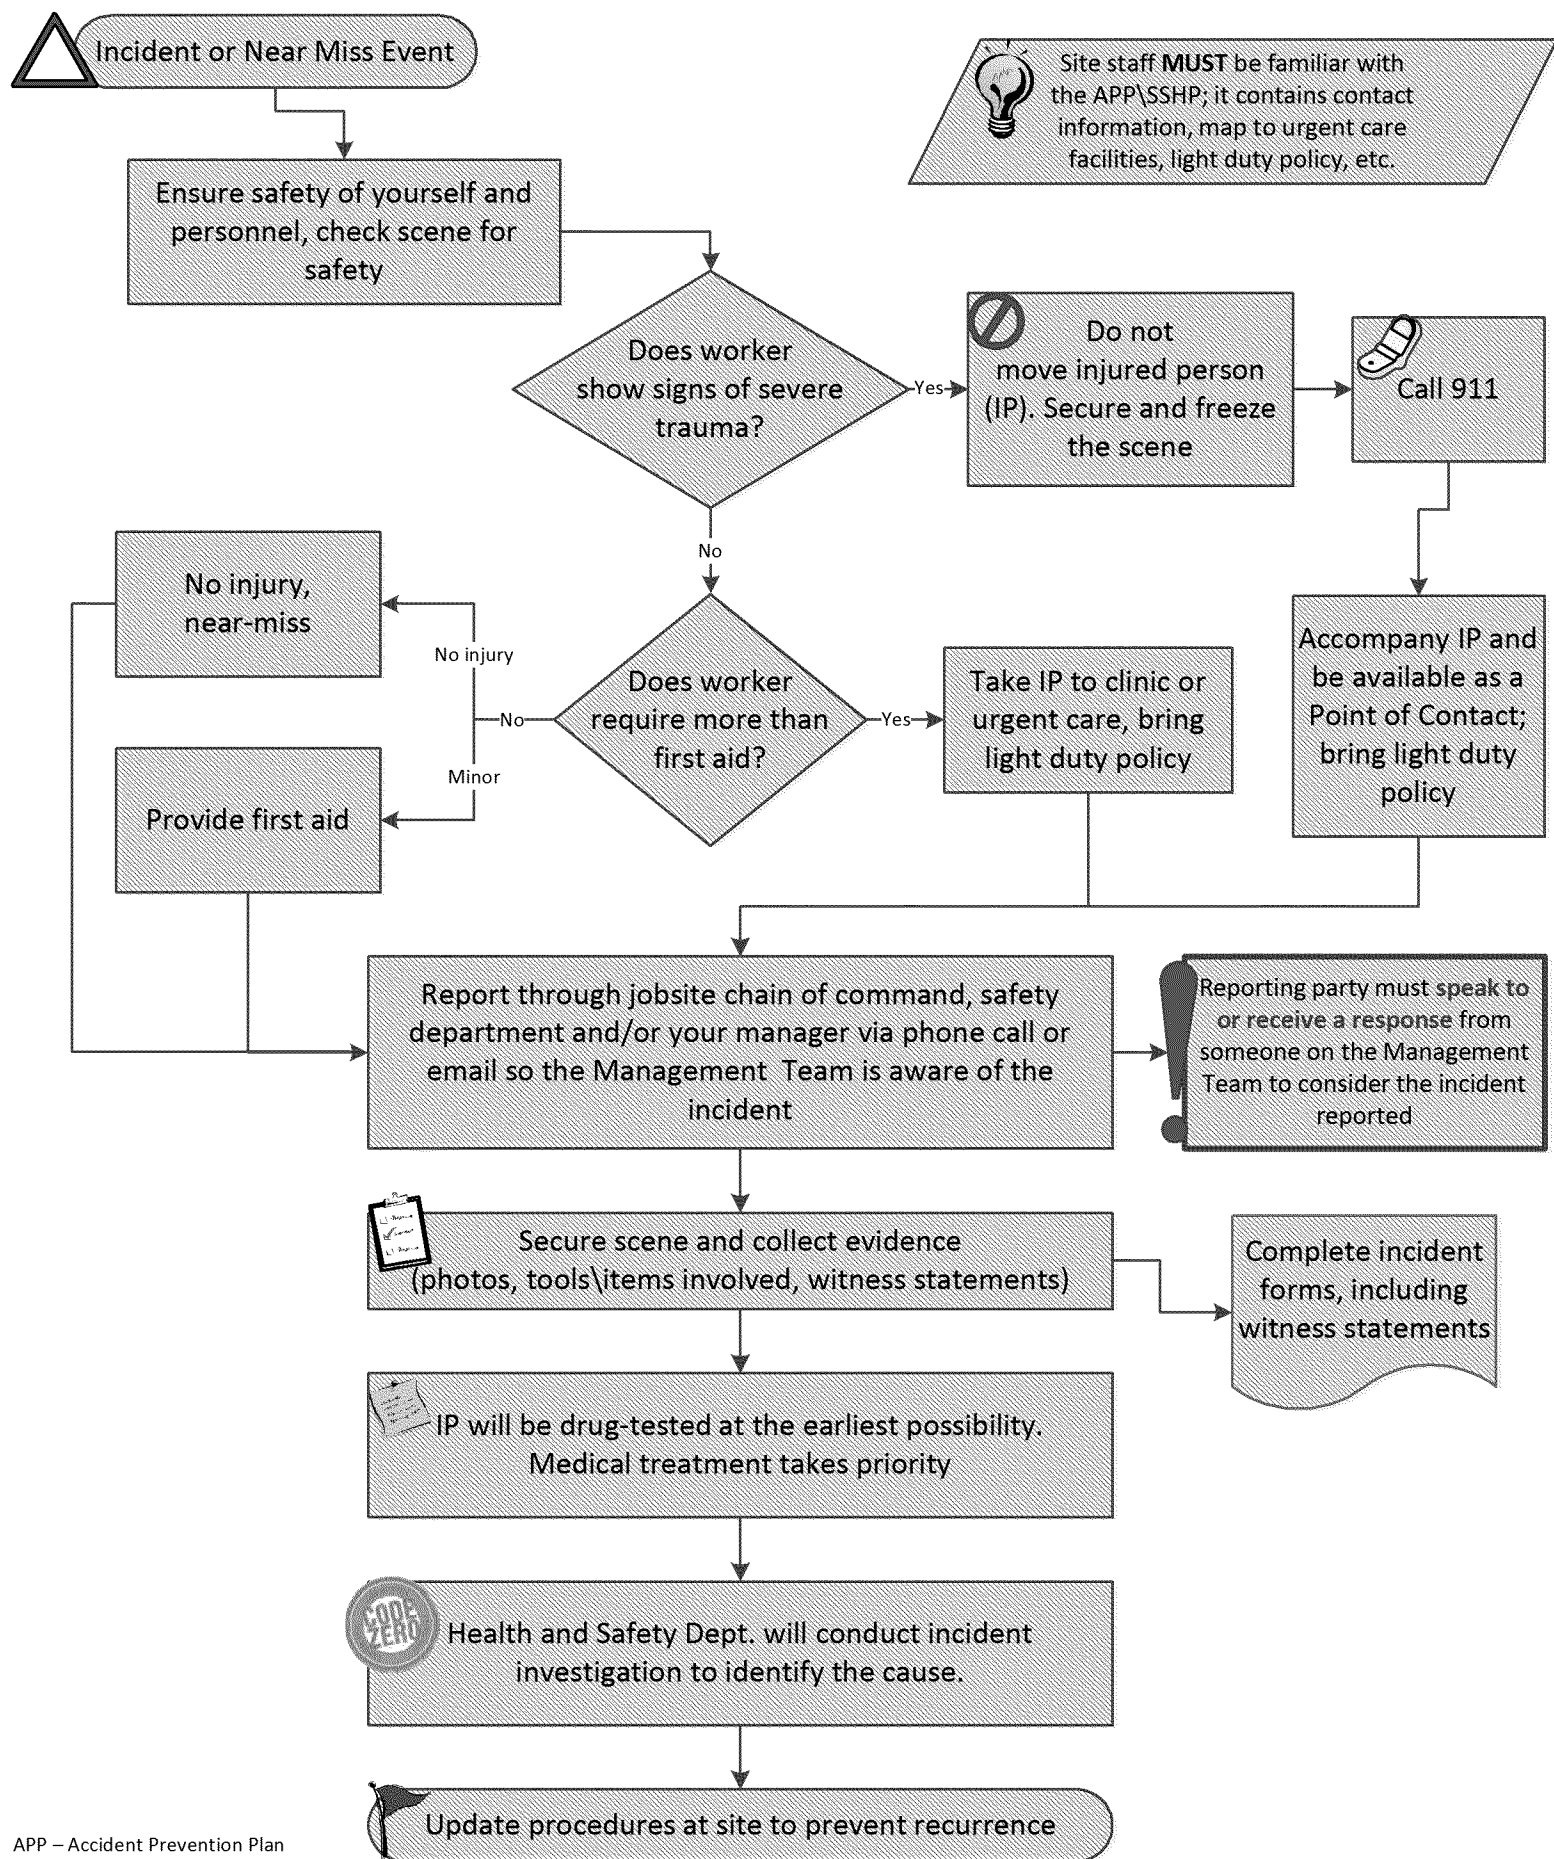 Incident or Near Miss Event
Site staff MUST be familiar with
the APP\SSHP; it contains contact
information, map to urgent care
facilities, light duty policy, etc.
Ensure safety of yourself and
personnel, check scene for
safety
Does worker
show signs of severe
trauma?
Yes
Do not
move injured person
(IP). Secure and freeze
the scene
Call 911
No
No injury,
near-miss
No injury
No
Minor
Provide first aid
Does worker
require more than
first aid?
Yes
Take IP to clinic or
urgent care, bring
light duty policy
Accompany IP and
be available as a
Point of Contact;
bring light duty
policy
Report through jobsite chain of command, safety
department and/or your manager via phone call or
email so the Management Team is aware of the
incident
Reporting party must speak to
or receive a response from
someone on the Management
Team to consider the incident
reported
Secure scene and collect evidence
(photos, tools\items involved, witness statements)
Complete incident
forms, including
witness statements
IP will be drug-tested at the earliest possibility.
Medical treatment takes priority
CODE
ZERO
Health and Safety Dept. will conduct incident
investigation to identify the cause.
Update procedures at site to prevent recurrence
APP – Accident Prevention Plan